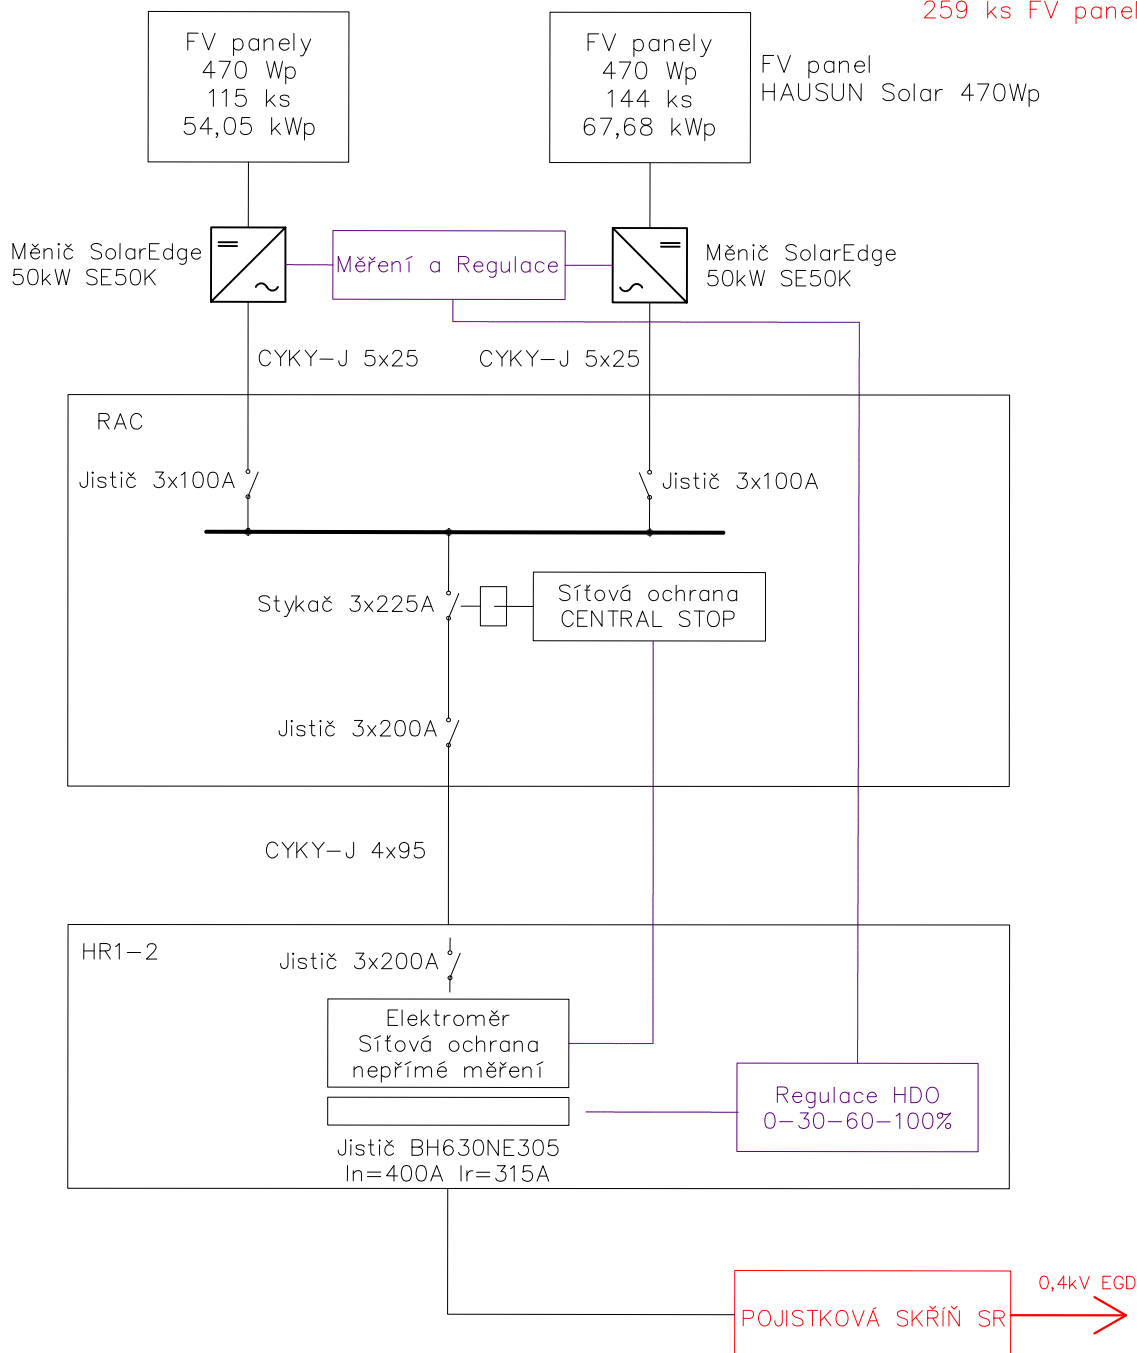 259 ks FV panel
FV panely
470 Wp
115 ks
54,05 kWp
FV panely
470 Wp
144 ks
67,68 kWp
FV panel
HAUSUN Solar 470Wp
Měnič SolarEdge
50kW SE50K
Měření a Regulace
Měnič SolarEdge
50kW SE50K
CYKY-J 5x25
CYKY-J 5x25
RAC
Jistič 3x100A
Jistič 3x100A
Stykač 3x225A
Síťová ochrana
CENTRAL STOP
Jistič 3x200A
CYKY-J 4x95
HR1-2
Jistič 3x200A
Elektroměr
Síťová ochrana
nepřímé měření
Regulace HDO
0-30-60-100%
Jistič BH630NE305
In=400A Ir=315A
0,4kV EGD
POJISTKOVÁ SKŘÍŇ SR